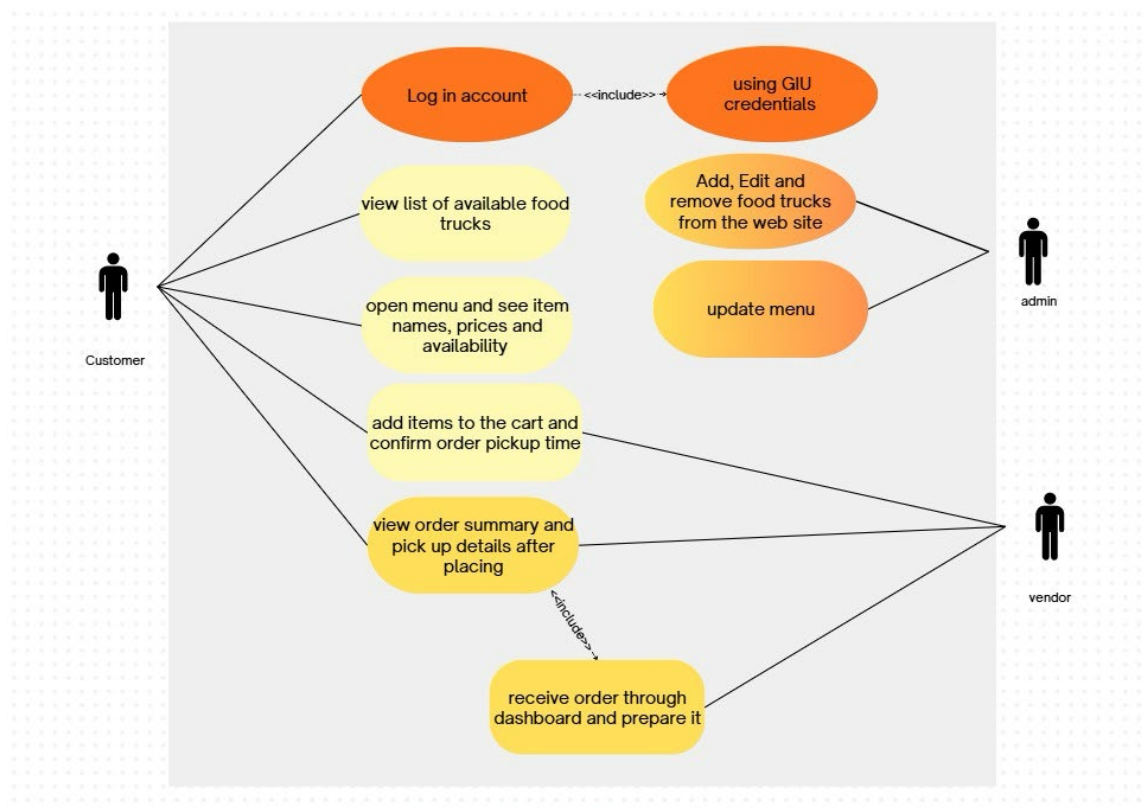 Log in account
<<include>>
using GIU
credentials
view list of available food
trucks
Add, Edit and
remove food trucks
from the web site
open menu and see item
names, prices and
availability
update menu
admin
Customer
add items to the cart and
confirm order pickup time
view order summary and
pick up details after
placing
<<include>>
vendor
receive order through
dashboard and prepare it